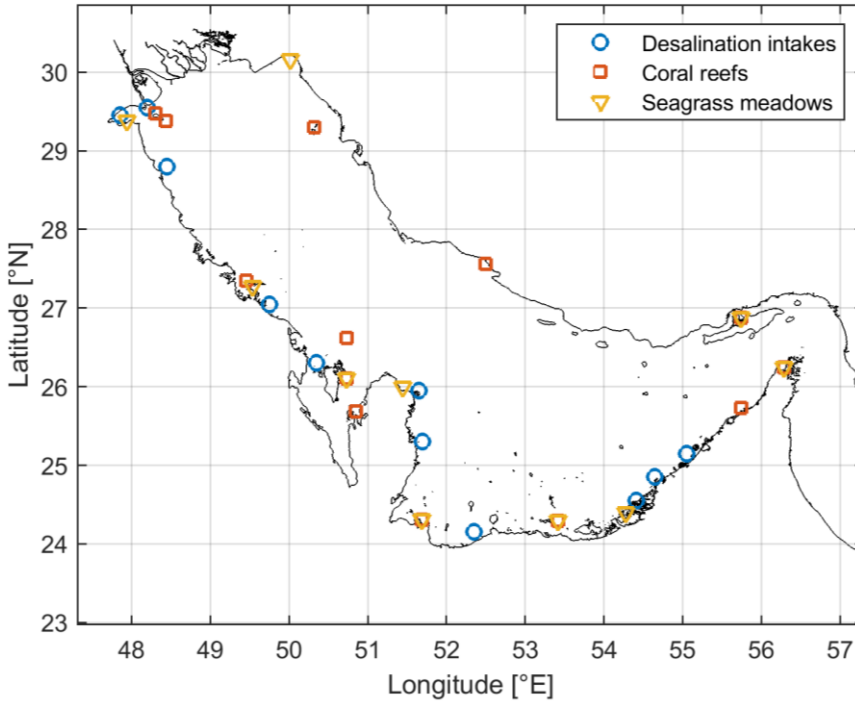 Desalination intakes
Coral reefs
Seagrass meadows
30
29
28
27
26
25
24
23
Latitude [°N]
48 49 50 51 52 53 54 55 56 57
Longitude [°E]